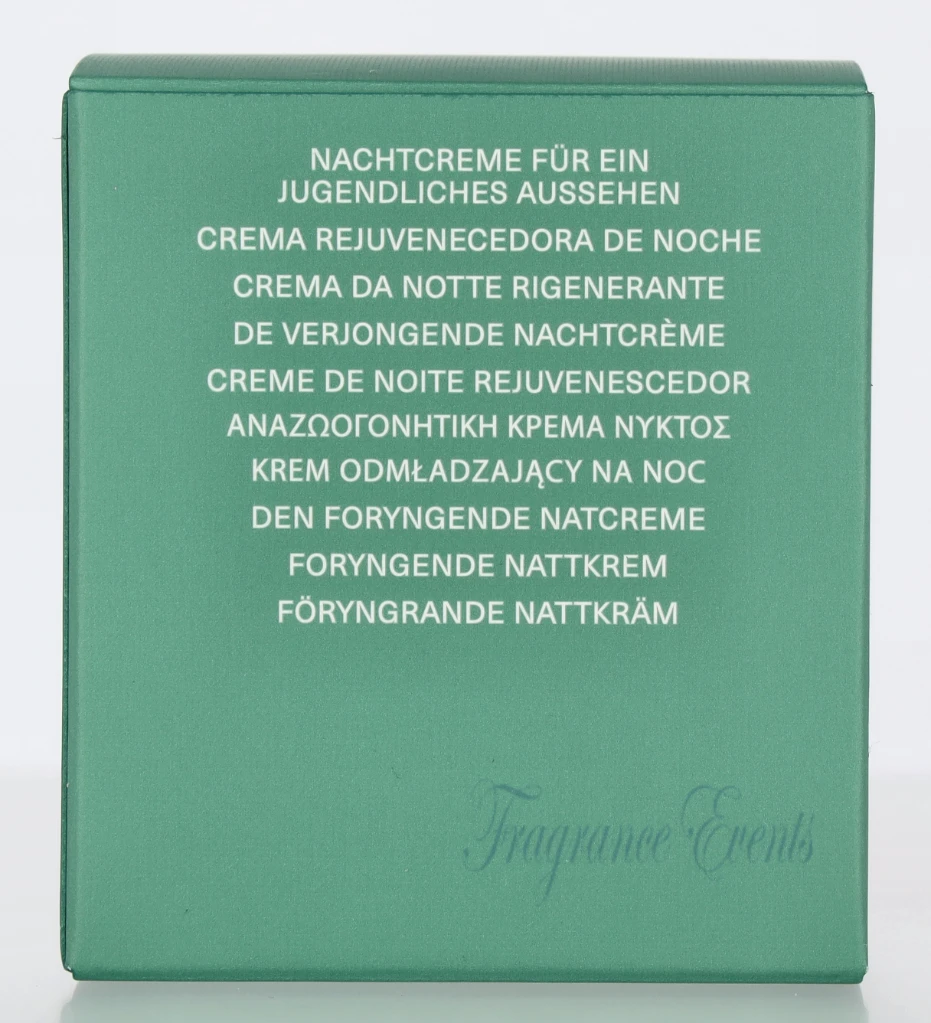 NACHTCREME FÜR EIN
JUGENDLICHES AUSSEHEN
CREMA REJUVENECEDORA DE NOCHE
CREMA DA NOTTE RIGENERANTE
DE VERJONGENDE NACHTCRÈME
CREME DE NOITE REJUVENESCEDOR
ΑΝΑΖΩΟΓΟΝΗΤΙΚΗ ΚΡΕΜΑ ΝΥΚΤΟΣ
KREM ODMŁADZAJĄCY NA NOC
DEN FORYNGENDE NATCREME
FORYNGENDE NATTKREM
FÖRYNGRANDE NATTKRÄM
Fragrance Events